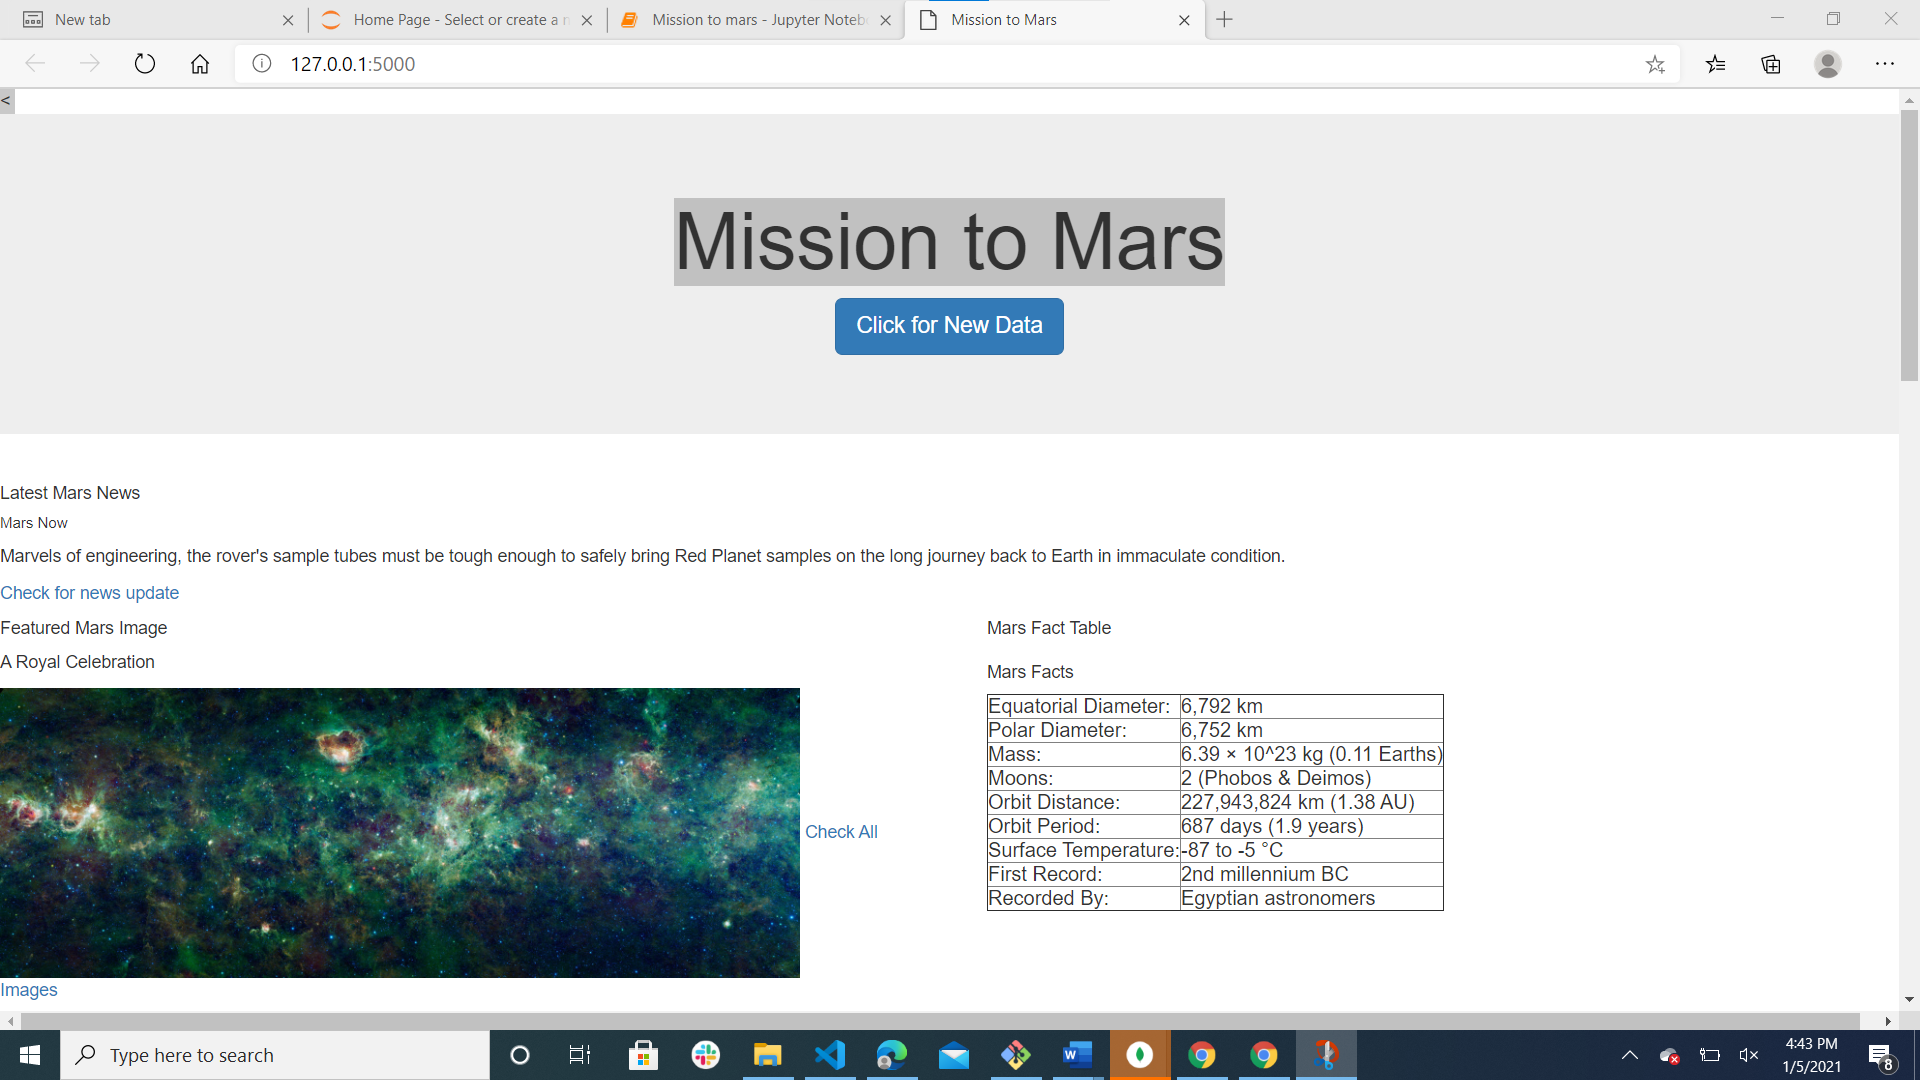 New tab
Home Page - Select or create a n
Mission to mars - Jupyter Noteb
Mission to Mars
127.0.0.1:5000
<
Mission to Mars
Click for New Data
Latest Mars News
Mars Now
Marvels of engineering, the rover's sample tubes must be tough enough to safely bring Red Planet samples on the long journey back to Earth in immaculate condition.
Check for news update
Featured Mars Image
A Royal Celebration
Check All
Images
Mars Fact Table
Mars Facts
Equatorial Diameter: 6,792 km
Polar Diameter: 6,752 km
Mass: 6.39 × 10^23 kg (0.11 Earths)
Moons: 2 (Phobos & Deimos)
Orbit Distance: 227,943,824 km (1.38 AU)
Orbit Period: 687 days (1.9 years)
Surface Temperature: -87 to -5 °C
First Record: 2nd millennium BC
Recorded By: Egyptian astronomers
Type here to search
W
4:43 PM
1/5/2021
8